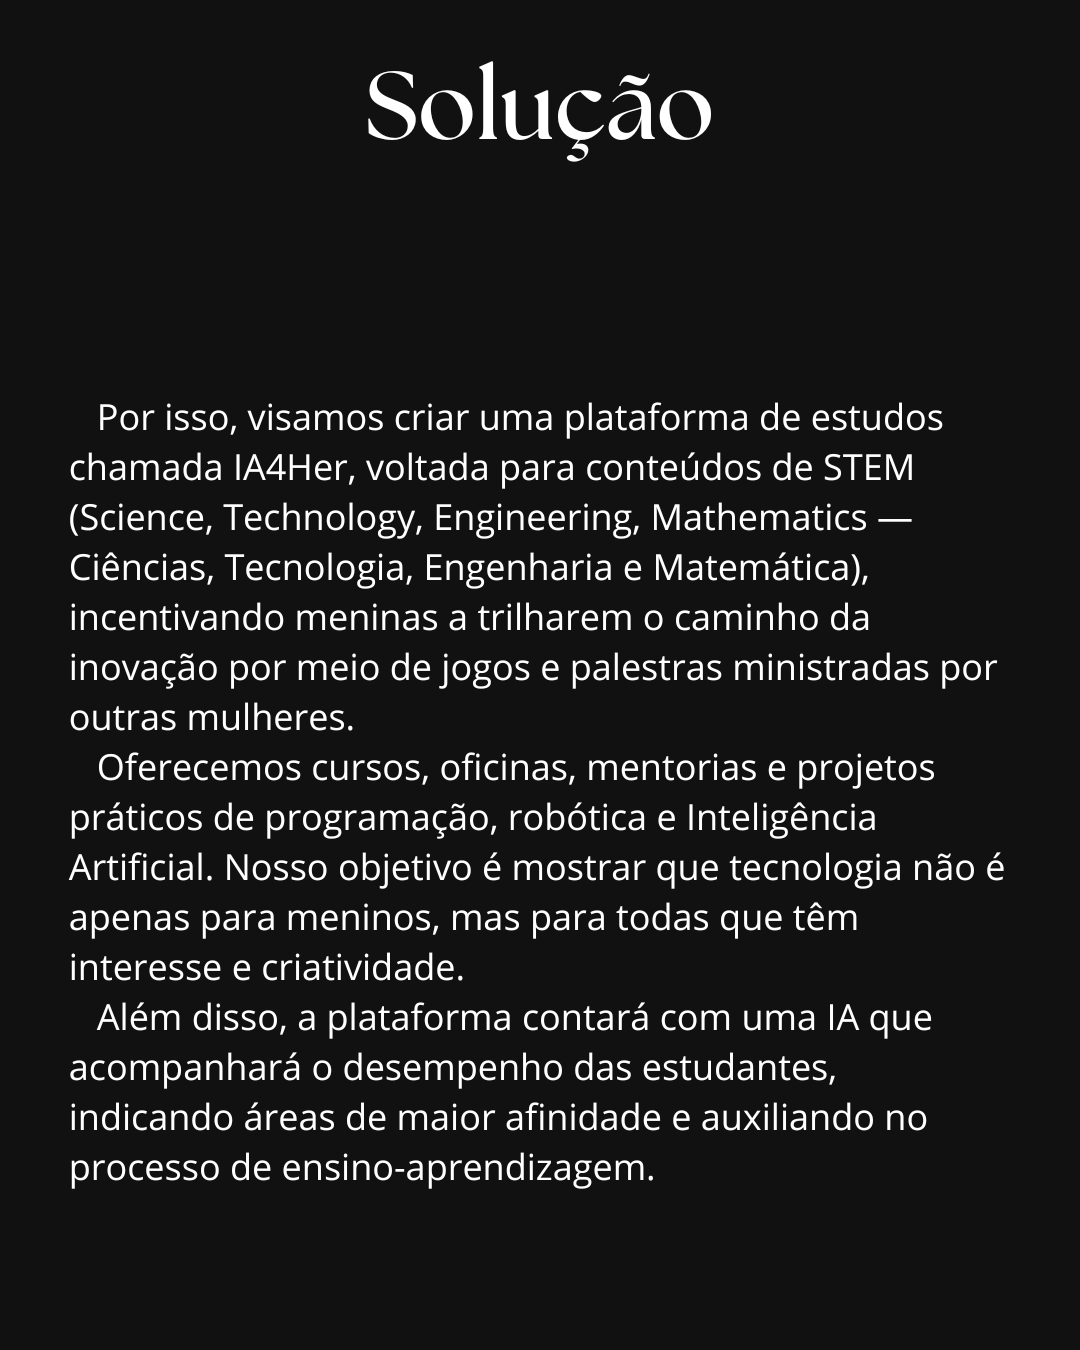 Solução
Por isso, visamos criar uma plataforma de estudos
chamada IA4Her, voltada para conteúdos de STEM
(Science, Technology, Engineering, Mathematics —
Ciências, Tecnologia, Engenharia e Matemática),
incentivando meninas a trilharem o caminho da
inovação por meio de jogos e palestras ministradas por
outras mulheres.
Oferecemos cursos, oficinas, mentorias e projetos
práticos de programação, robótica e Inteligência
Artificial. Nosso objetivo é mostrar que tecnologia não é
apenas para meninos, mas para todas que têm
interesse e criatividade.
Além disso, a plataforma contará com uma IA que
acompanhará o desempenho das estudantes,
indicando áreas de maior afinidade e auxiliando no
processo de ensino-aprendizagem.